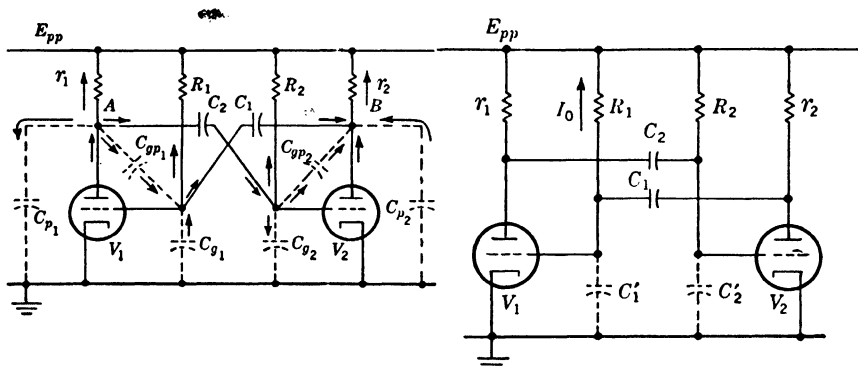 E_pp
r_1 R_1 R_2 r_2
A C_2 C_1 B
C_gp1 C_gp2
C_p1 C_p2
V_1 C_g1 C_g2 V_2
E_pp
r_1 I_0 R_1 R_2 r_2
C_2
C_1
V_1 C'_1 C'_2 V_2